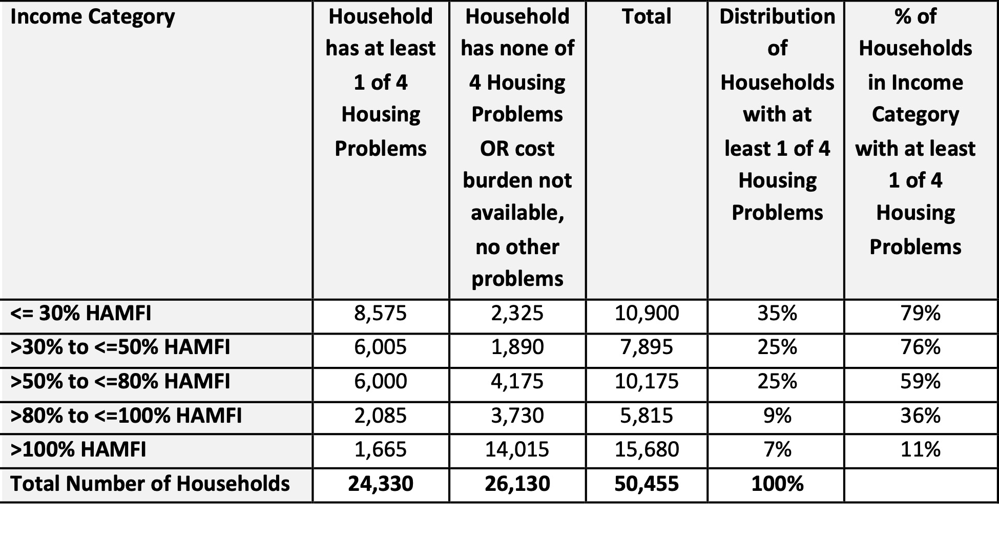 Income Category
Household
has at least
1 of 4
Housing
Problems
Household
has none of
4 Housing
Problems
OR cost
burden not
available,
no other
problems
Total
Distribution
of
Households
with at
least 1 of 4
Housing
Problems
% of
Households
in Income
Category
with at least
1 of 4
Housing
Problems
<= 30% HAMFI 8,575 2,325 10,900 35% 79%
>30% to <=50% HAMFI 6,005 1,890 7,895 25% 76%
>50% to <=80% HAMFI 6,000 4,175 10,175 25% 59%
>80% to <=100% HAMFI 2,085 3,730 5,815 9% 36%
>100% HAMFI 1,665 14,015 15,680 7% 11%
Total Number of Households 24,330 26,130 50,455 100%